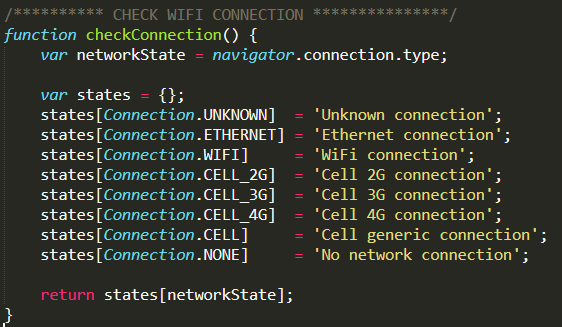 /********** CHECK WIFI CONNECTION ***************/
function checkConnection() {
    var networkState = navigator.connection.type;

    var states = {};
    states[Connection.UNKNOWN]  = 'Unknown connection';
    states[Connection.ETHERNET] = 'Ethernet connection';
    states[Connection.WIFI]     = 'WiFi connection';
    states[Connection.CELL_2G]  = 'Cell 2G connection';
    states[Connection.CELL_3G]  = 'Cell 3G connection';
    states[Connection.CELL_4G]  = 'Cell 4G connection';
    states[Connection.CELL]     = 'Cell generic connection';
    states[Connection.NONE]     = 'No network connection';

    return states[networkState];
}